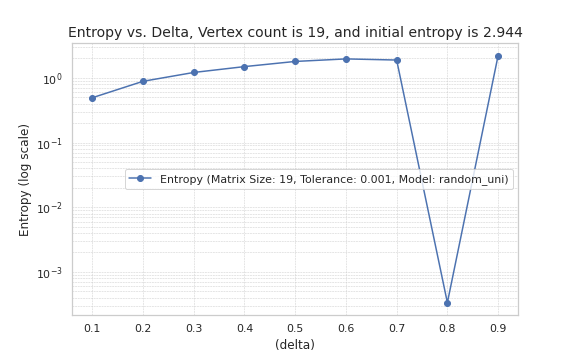 Entropy vs. Delta, Vertex count is 19, and initial entropy is 2.944
Entropy (log scale)
10⁰
10⁻¹
10⁻²
10⁻³
Entropy (Matrix Size: 19, Tolerance: 0.001, Model: random_uni)
0.1 0.2 0.3 0.4 0.5 0.6 0.7 0.8 0.9
(delta)